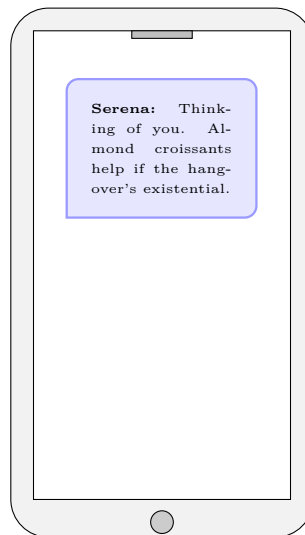 Serena: Think-
ing of you. Al-
mond croissants
help if the hang-
over's existential.